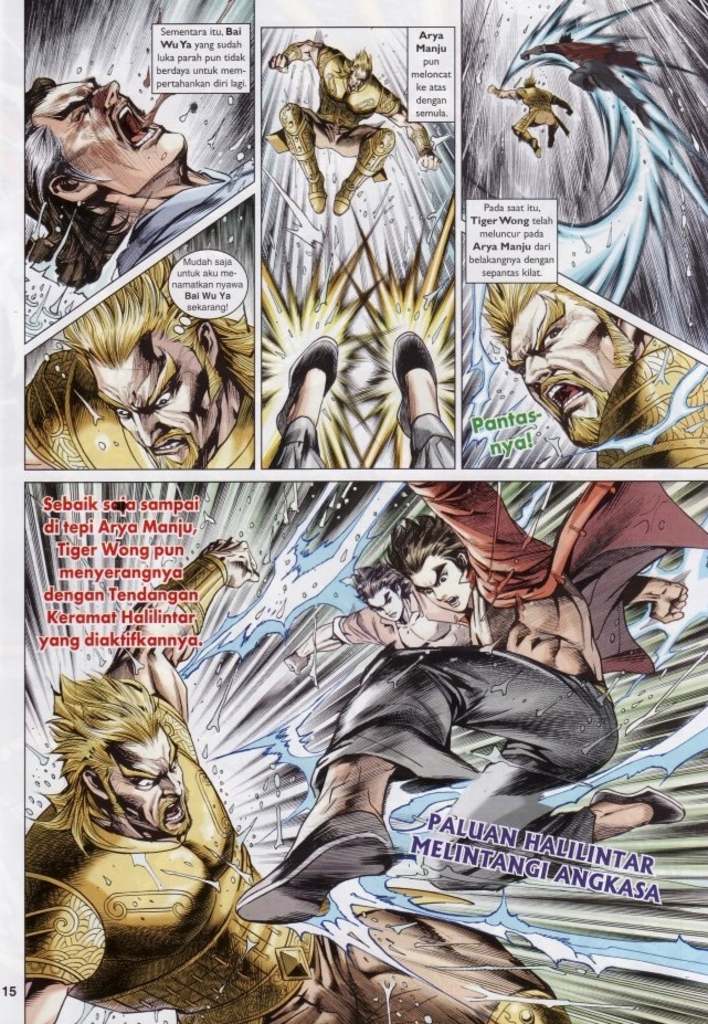 Sementara itu, Bai
Wu Ya yang sudah
luka parah pun tidak
berdaya untuk mem-
pertahankan diri lagi.
Mudah saja
untuk aku me-
namatkan nyawa
Bai Wu Ya
sekarang!
Arya
Manju
pun
meloncat
ke atas
dengan
semula.
Pada saat itu,
Tiger Wong telah
meluncur pada
Arya Manju dari
belakangnya dengan
sepantas kilat.
Pantas-
nya!
Sebaik saja sampai
di tepi Arya Manju,
Tiger Wong pun
menyerangnya
dengan Tendangan
Keramat Halilintar
yang diaktifkannya.
PALUAN HALILINTAR
MELINTANGI ANGKASA
15